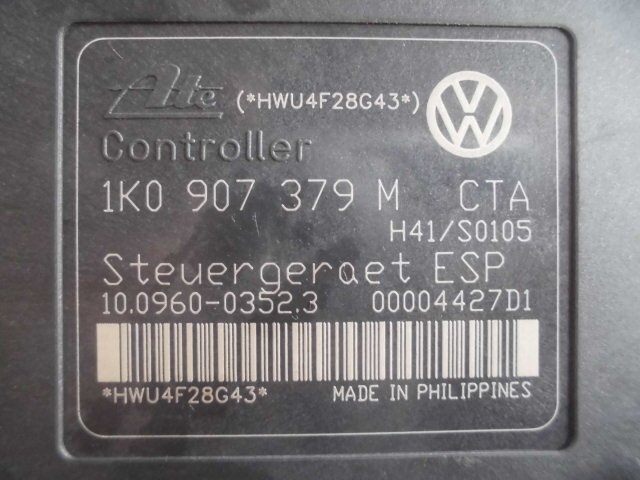 Ate (*HWU4F28G43*)
Controller
1K0 907 379 M CTA
H41/S0105
Steuergeraet ESP
10.0960-0352.3 00004427D1
*HWU4F28G43* MADE IN PHILIPPINES